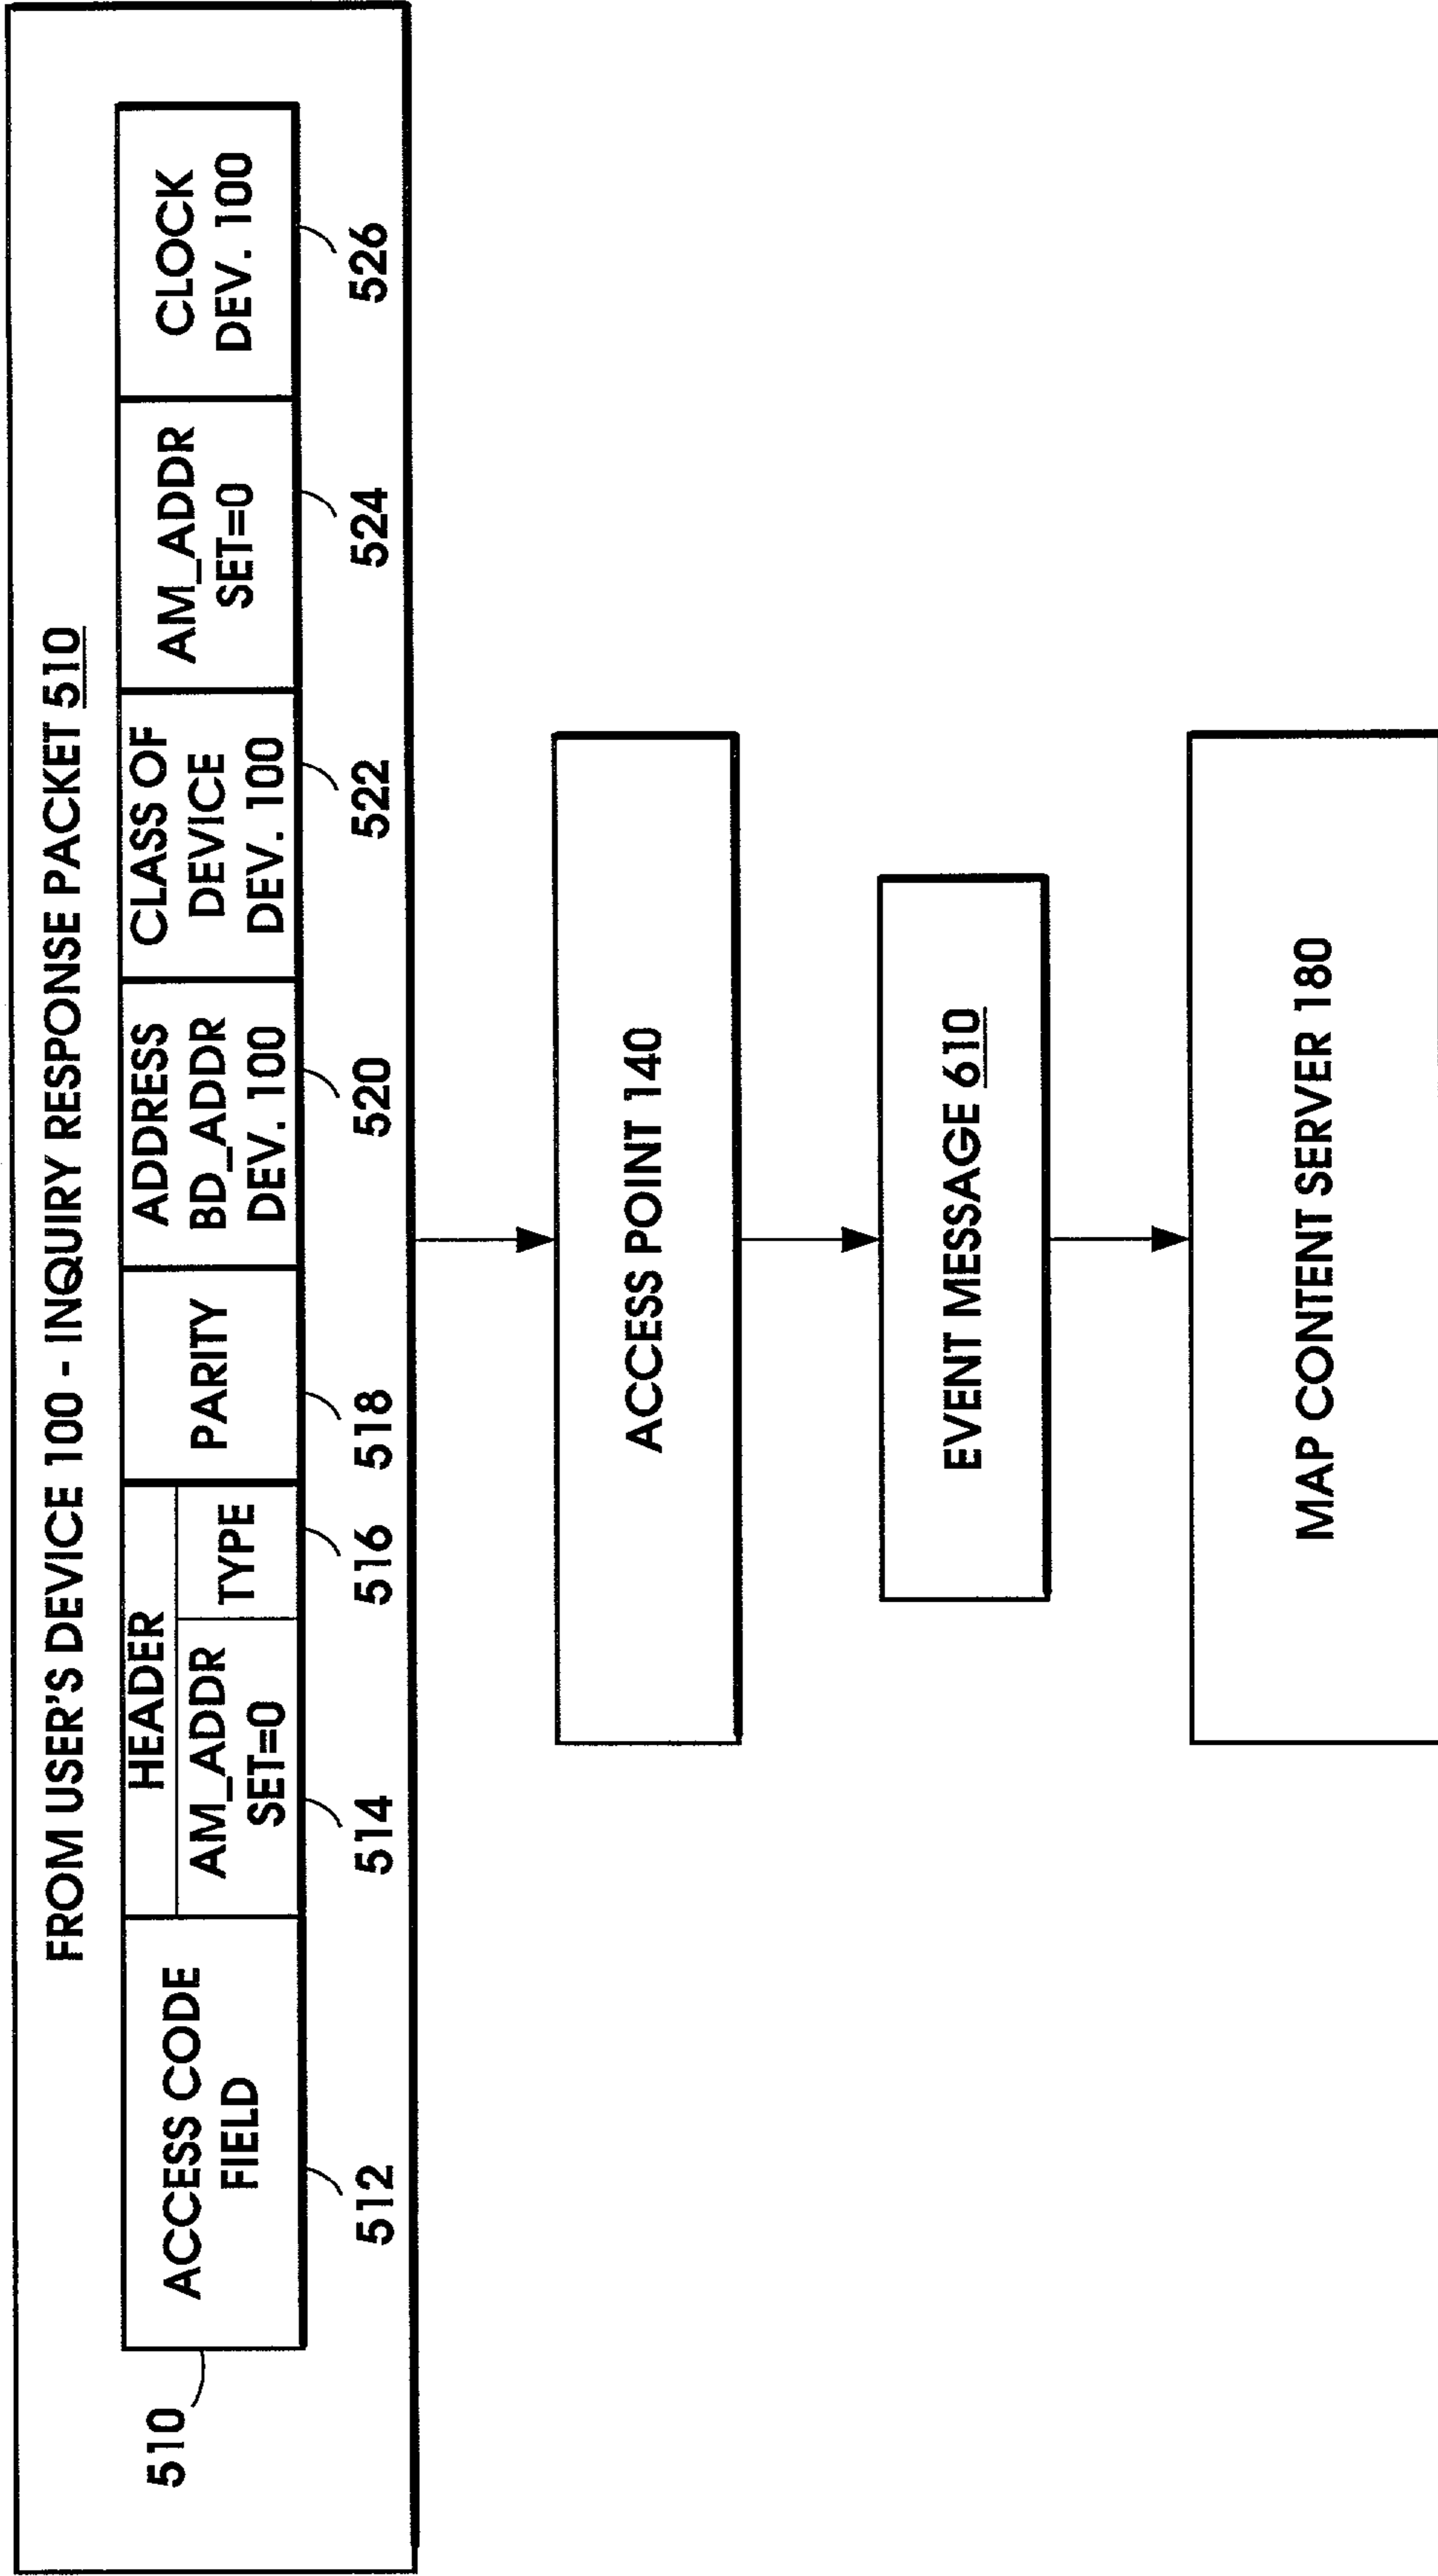 FROM USER'S DEVICE 100 - INQUIRY RESPONSE PACKET 510
510
ACCESS CODE
FIELD
512
HEADER
AM_ADDR
SET=0
514
TYPE
516
PARITY
518
ADDRESS
BD_ADDR
DEV. 100
520
CLASS OF
DEVICE
DEV. 100
522
AM_ADDR
SET=0
524
CLOCK
DEV. 100
526
ACCESS POINT 140
EVENT MESSAGE 610
MAP CONTENT SERVER 180